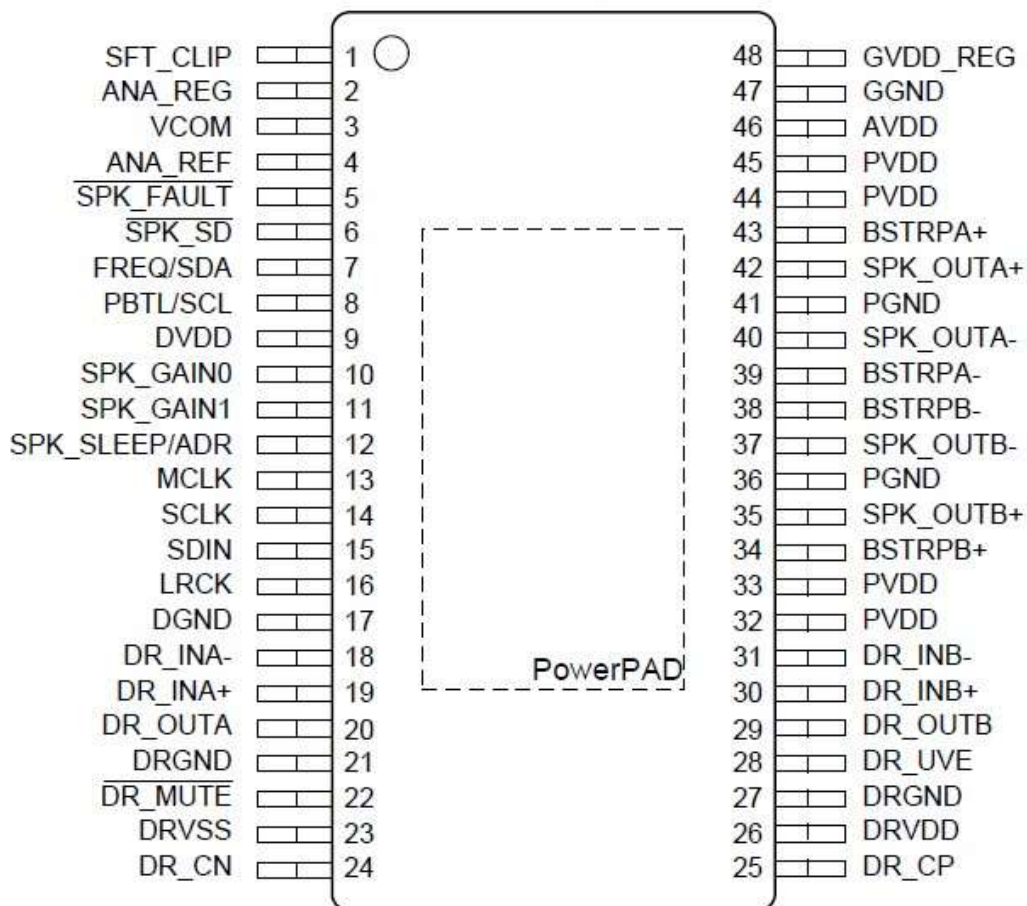 SFT_CLIP 1 48 GVDD_REG
ANA_REG 2 47 GGND
VCOM 3 46 AVDD
ANA_REF 4 45 PVDD
SPK_FAULT 5 44 PVDD
SPK_SD 6 43 BSTRPA+
FREQ/SDA 7 42 SPK_OUTA+
PBTL/SCL 8 41 PGND
DVDD 9 40 SPK_OUTA-
SPK_GAIN0 10 39 BSTRPA-
SPK_GAIN1 11 38 BSTRPB-
SPK_SLEEP/ADR 12 37 SPK_OUTB-
MCLK 13 36 PGND
SCLK 14 35 SPK_OUTB+
SDIN 15 34 BSTRPB+
LRCK 16 33 PVDD
DGND 17 32 PVDD
DR_INA- 18 31 DR_INB-
PowerPAD
DR_INA+ 19 30 DR_INB+
DR_OUTA 20 29 DR_OUTB
DRGND 21 28 DR_UVE
DR_MUTE 22 27 DRGND
DRVSS 23 26 DRVDD
DR_CN 24 25 DR_CP